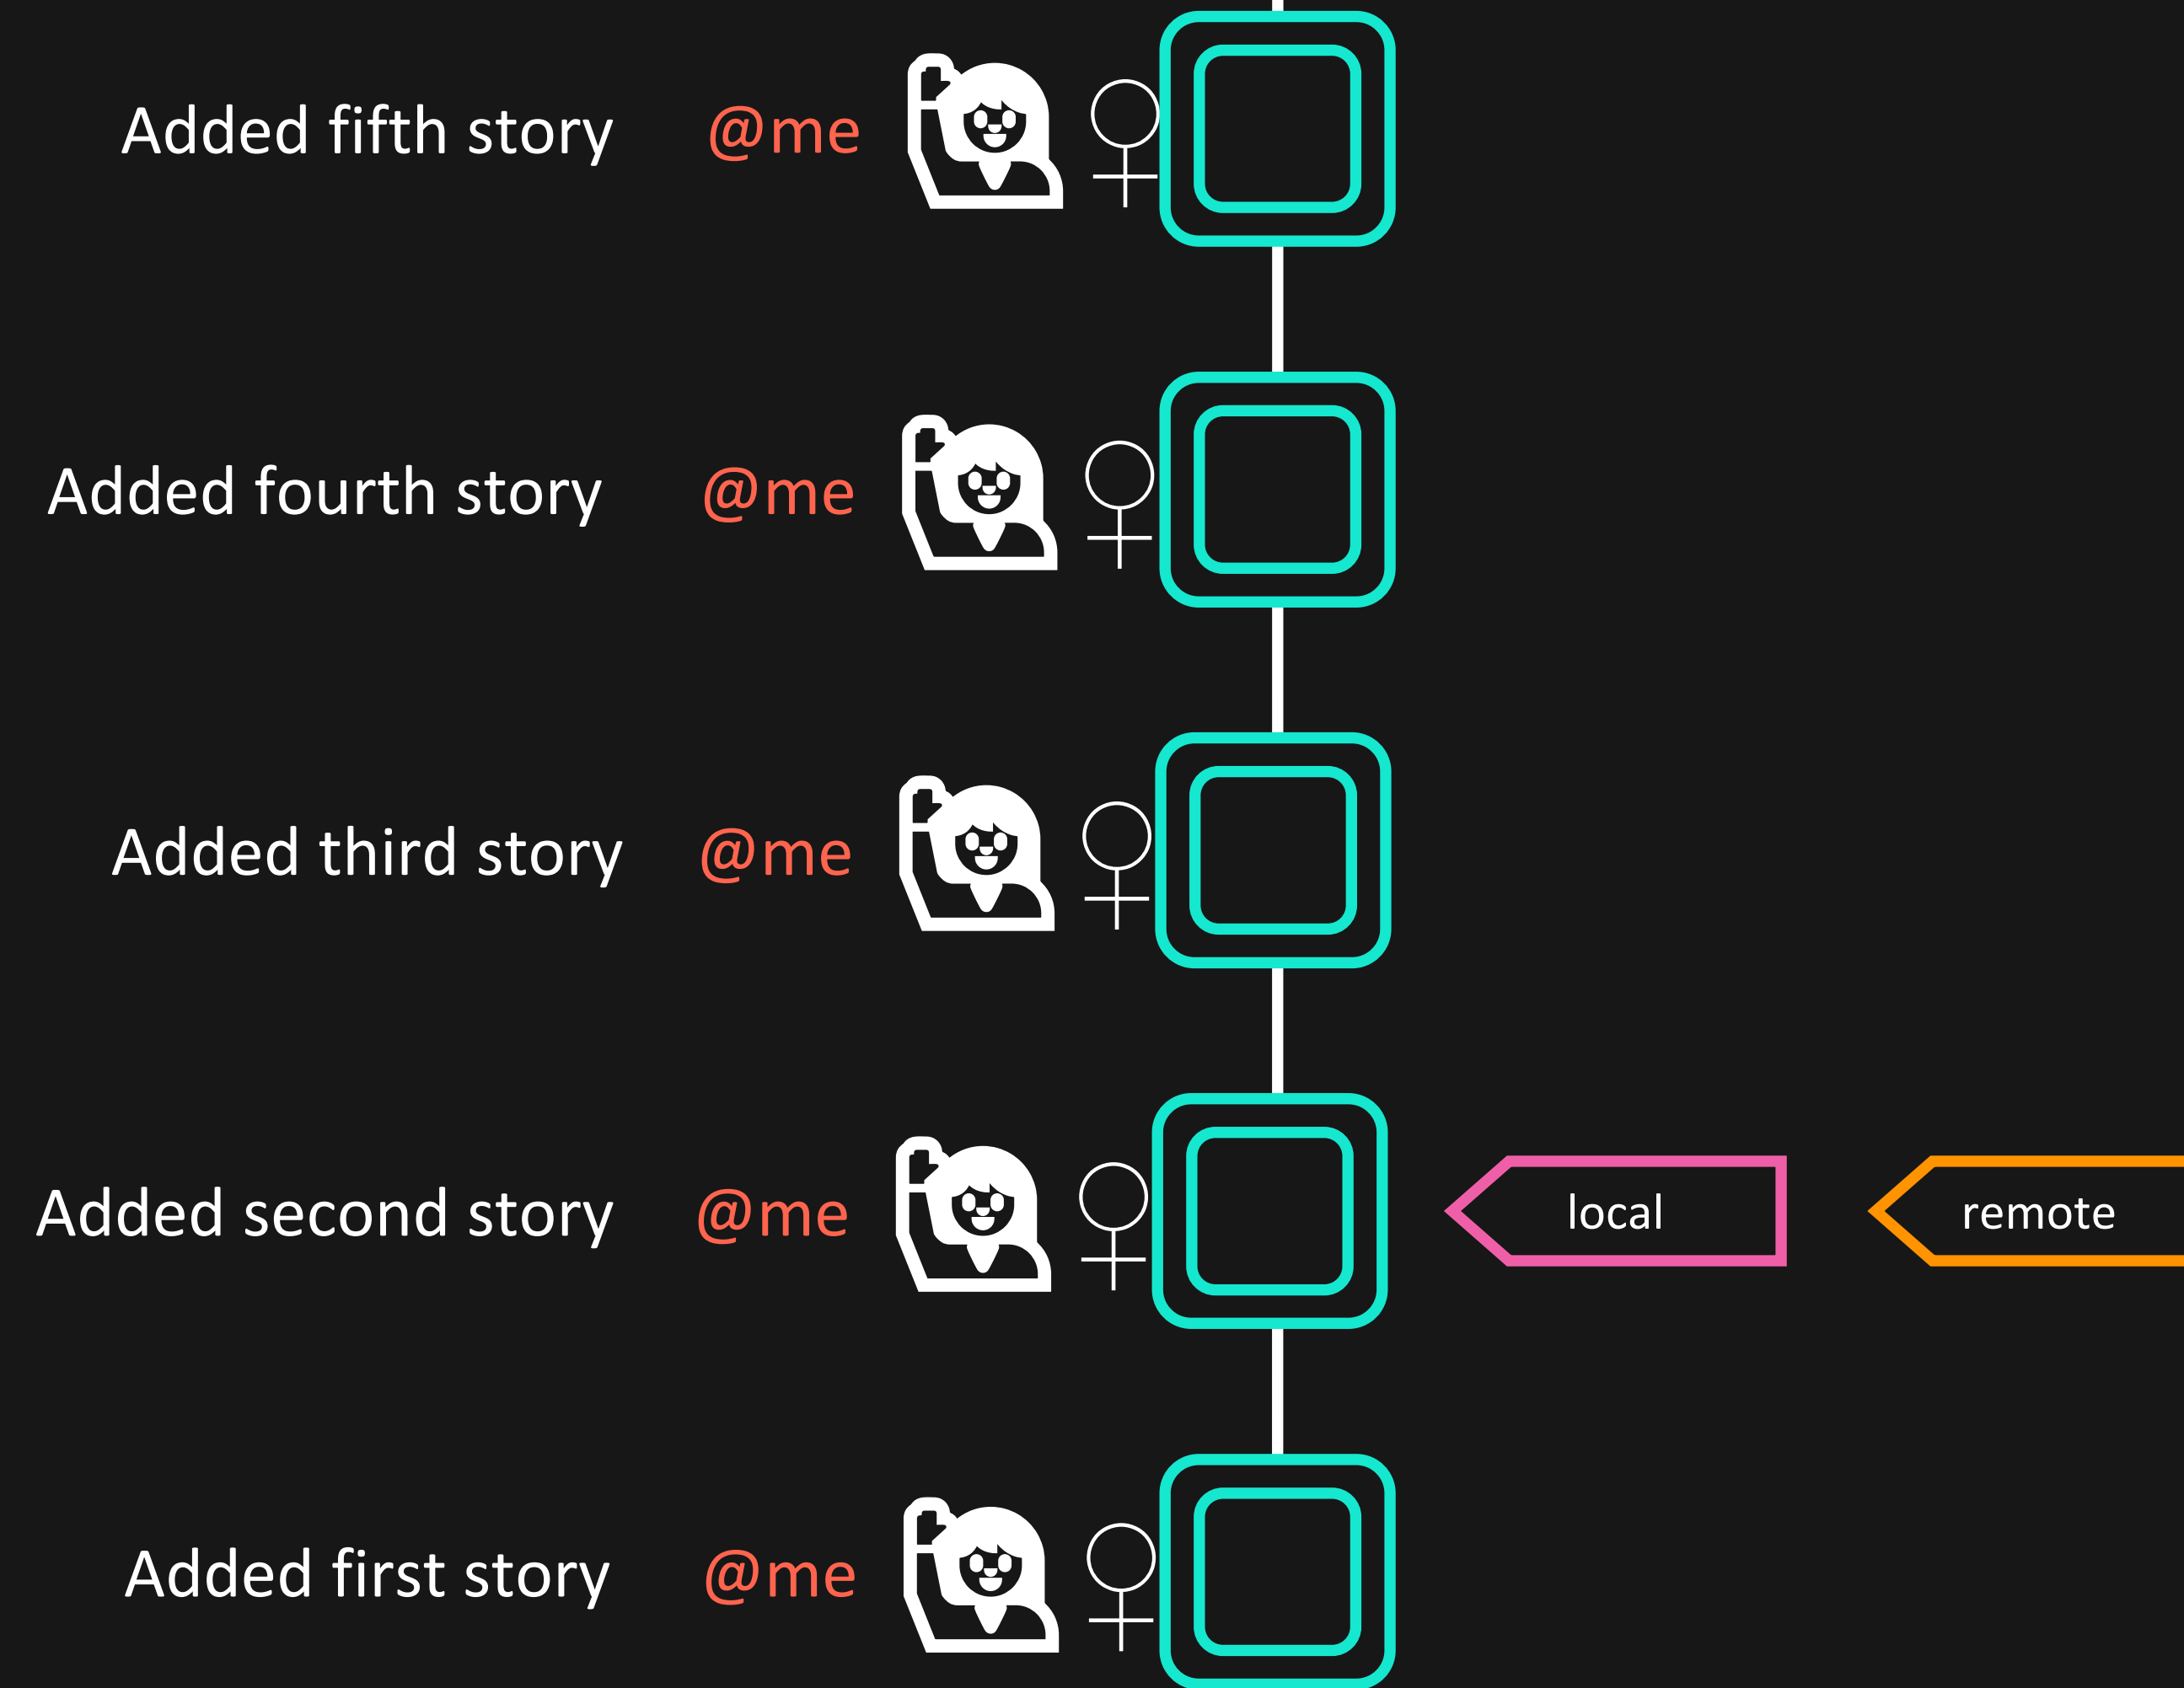 Added fifth story @me
Added fourth story @me
Added third story @me
Added second story @me local remote
Added first story @me